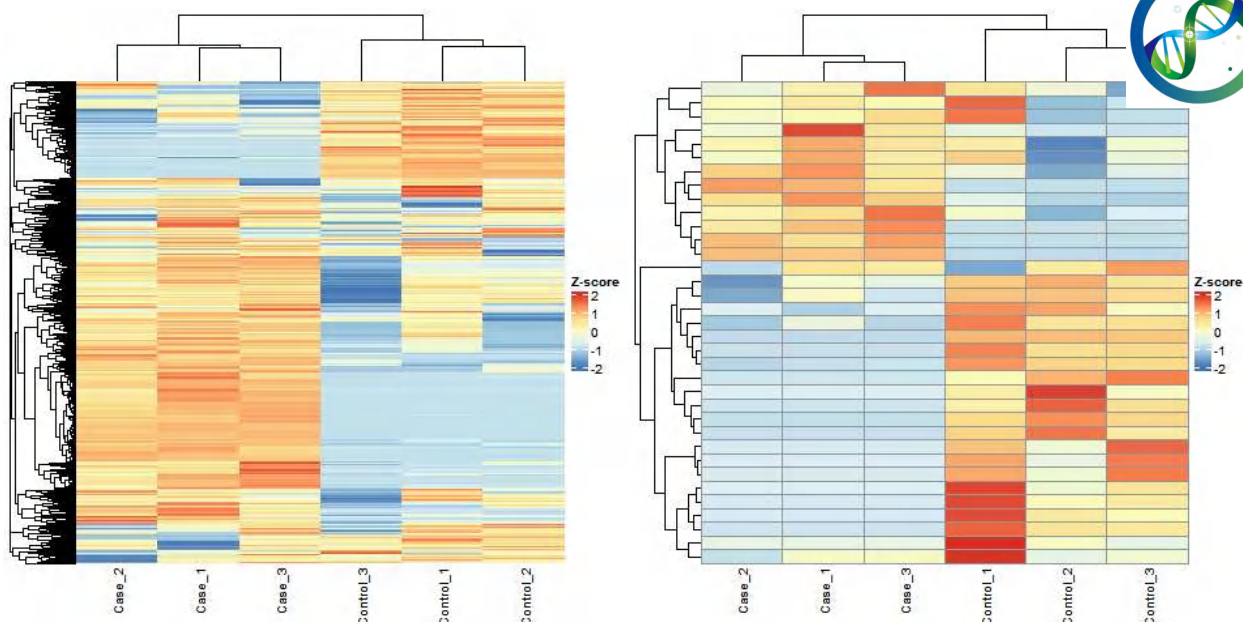 Z-score
2
1
0
-1
-2
Case_2
Case_1
Case_3
Control_3
Control_1
Control_2
Z-score
2
1
0
-1
-2
Case_2
Case_1
Case_3
Control_1
Control_2
Control_3